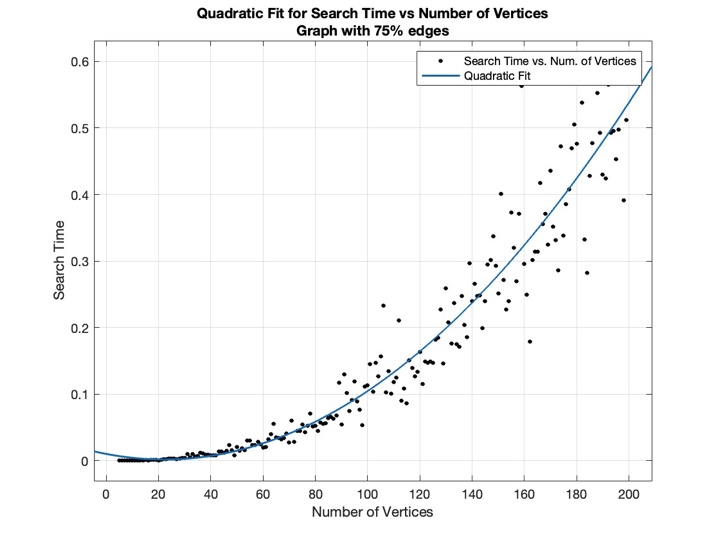 Quadratic Fit for Search Time vs Number of Vertices
Graph with 75% edges
Search Time vs. Num. of Vertices
Quadratic Fit
0.6
0.5
0.4
0.3
0.2
0.1
0
Search Time
0 20 40 60 80 100 120 140 160 180 200
Number of Vertices